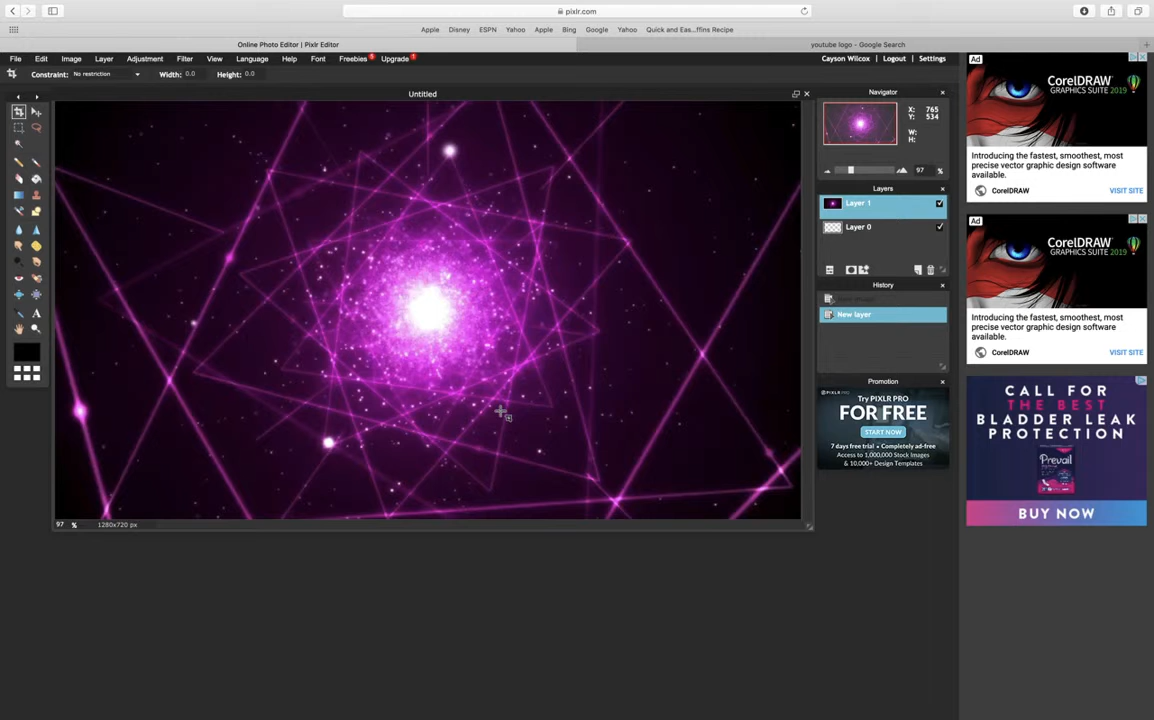 pixlr.com
Apple Disney ESPN Yahoo Apple Bing Google Yahoo Quick and Eas...ffins Recipe
Online Photo Editor | Pixlr Editor
youtube logo - Google Search
File Edit Image Layer Adjustment Filter View Language Help Font Freebies Upgrade
Cayson Wilcox Logout Settings
Constraint: No restriction Width: 0.0 Height: 0.0
Untitled
97 % 1280x720 px
Navigator
X: 765
Y: 534
W:
H:
97 %
Layers
Layer 1
Layer 0
History
New layer
Promotion
PIXLR PRO
Try PIXLR PRO
FOR FREE
START NOW
7 days free trial • Completely ad-free
Access to 1,000,000 Stock Images
& 10,000+ Design Templates
Ad
CorelDRAW
GRAPHICS SUITE 2019
Introducing the fastest, smoothest, most
precise vector graphic design software
available.
CorelDRAW VISIT SITE
Ad
CorelDRAW
GRAPHICS SUITE 2019
Introducing the fastest, smoothest, most
precise vector graphic design software
available.
CorelDRAW VISIT SITE
CALL FOR
THE BEST
BLADDER LEAK
PROTECTION
Prevail
BUY NOW